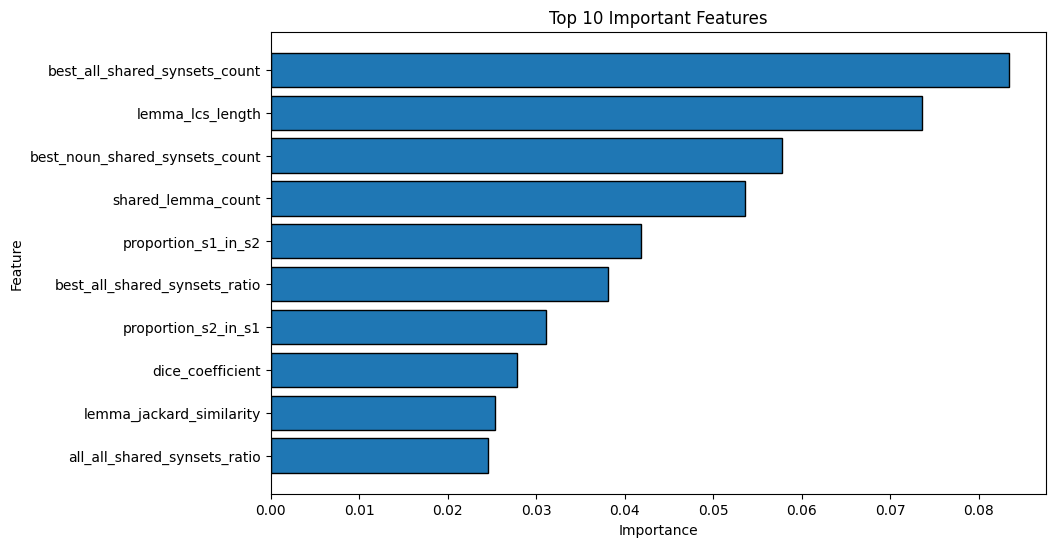 Top 10 Important Features
Feature
best_all_shared_synsets_count
lemma_lcs_length
best_noun_shared_synsets_count
shared_lemma_count
proportion_s1_in_s2
best_all_shared_synsets_ratio
proportion_s2_in_s1
dice_coefficient
lemma_jackard_similarity
all_all_shared_synsets_ratio
0.00 0.01 0.02 0.03 0.04 0.05 0.06 0.07 0.08
Importance